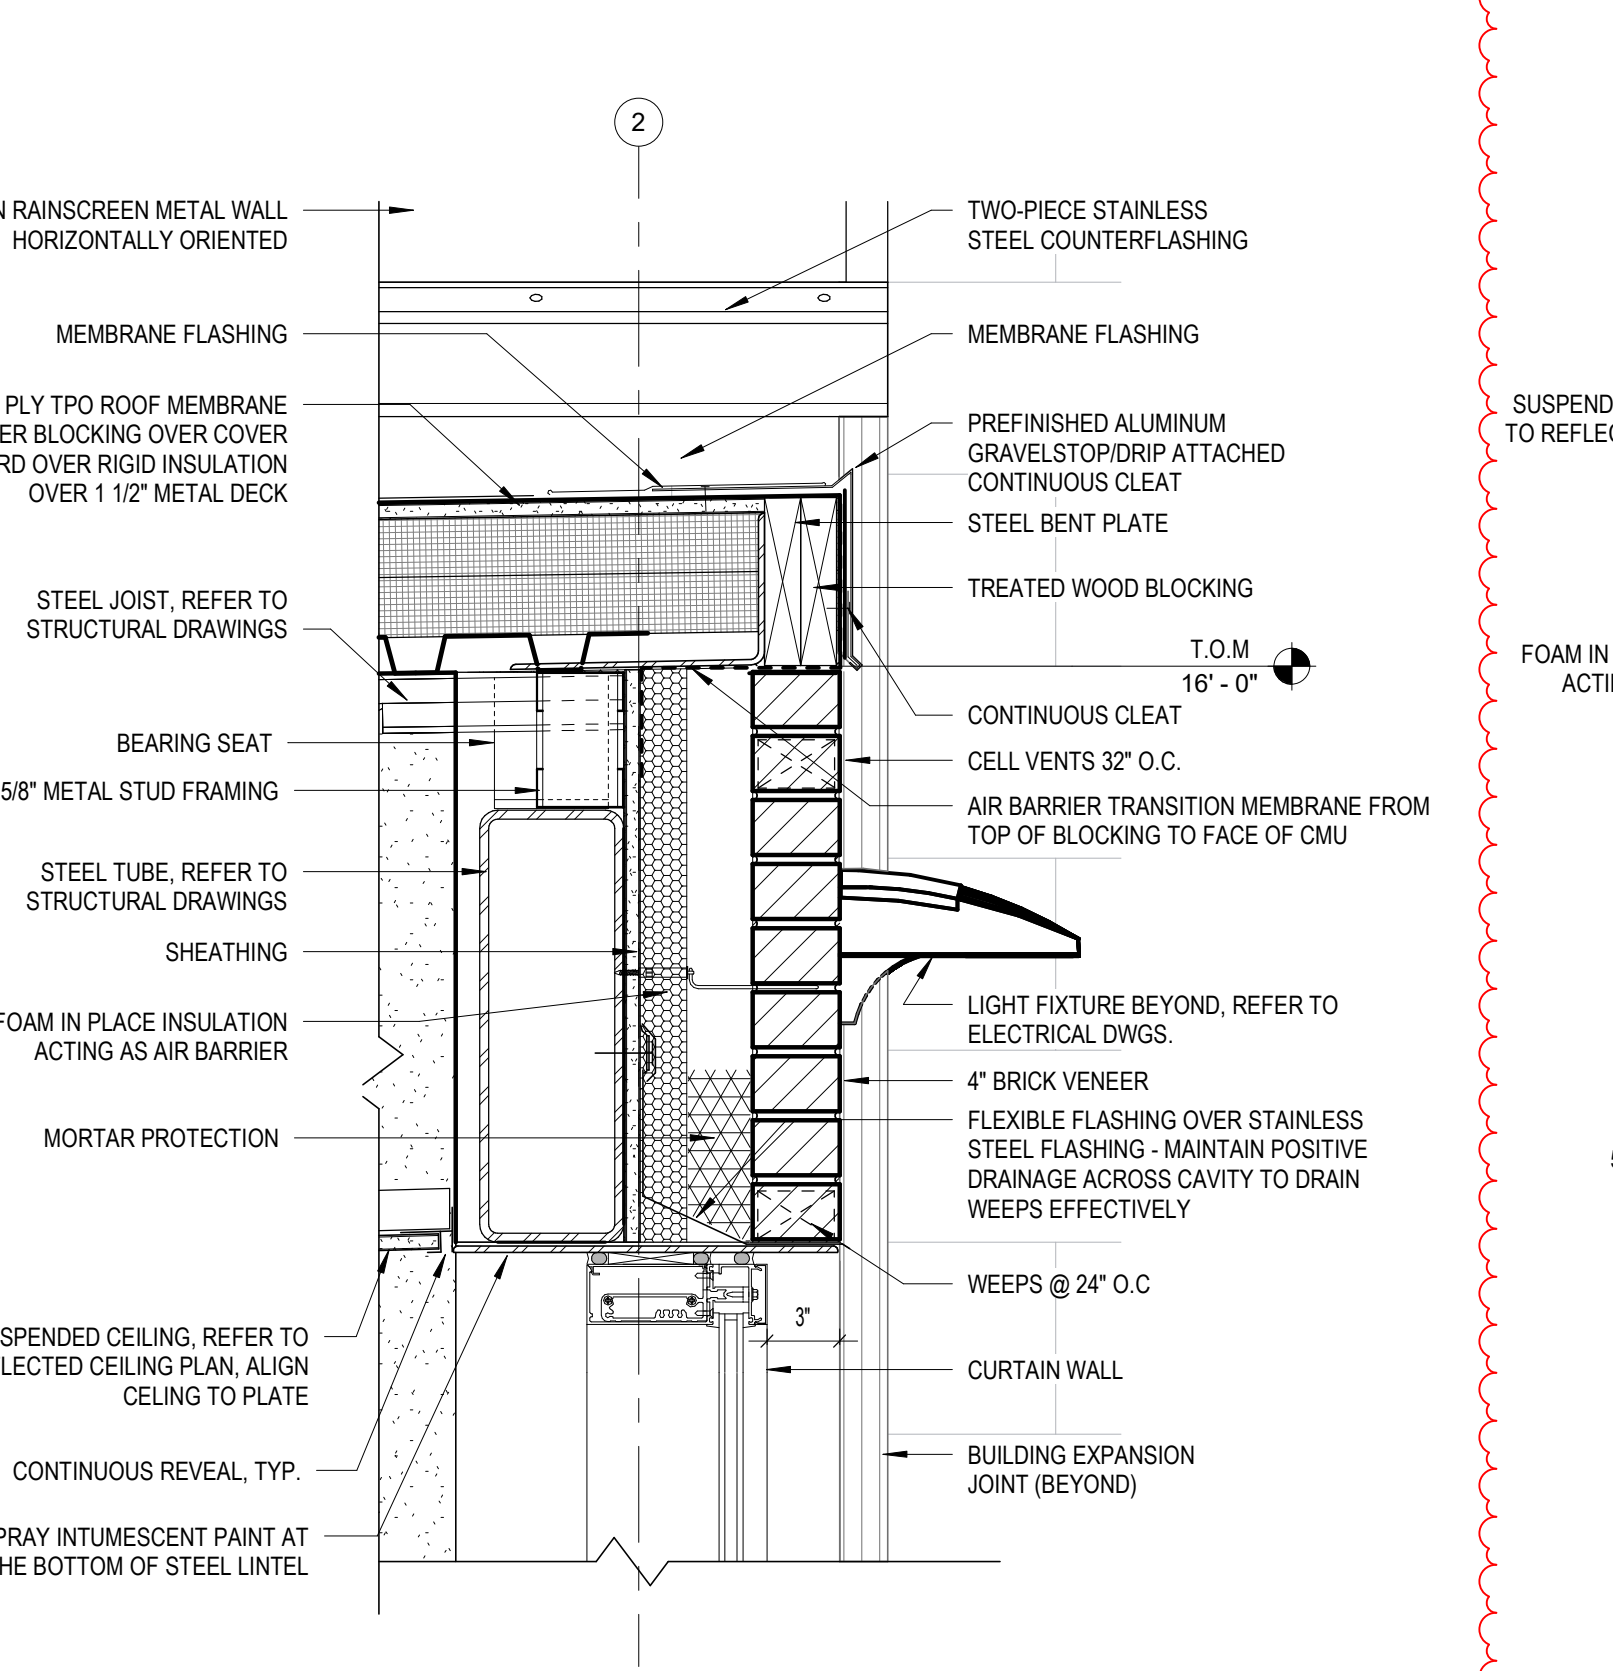 2
N RAINSCREEN METAL WALL
HORIZONTALLY ORIENTED
MEMBRANE FLASHING
PLY TPO ROOF MEMBRANE
ER BLOCKING OVER COVER
RD OVER RIGID INSULATION
OVER 1 1/2" METAL DECK
STEEL JOIST, REFER TO
STRUCTURAL DRAWINGS
BEARING SEAT
5/8" METAL STUD FRAMING
STEEL TUBE, REFER TO
STRUCTURAL DRAWINGS
SHEATHING
FOAM IN PLACE INSULATION
ACTING AS AIR BARRIER
MORTAR PROTECTION
SPENDED CEILING, REFER TO
LECTED CEILING PLAN, ALIGN
CELING TO PLATE
CONTINUOUS REVEAL, TYP.
PRAY INTUMESCENT PAINT AT
HE BOTTOM OF STEEL LINTEL
TWO-PIECE STAINLESS
STEEL COUNTERFLASHING
MEMBRANE FLASHING
PREFINISHED ALUMINUM
GRAVELSTOP/DRIP ATTACHED
CONTINUOUS CLEAT
STEEL BENT PLATE
TREATED WOOD BLOCKING
T.O.M
16' - 0"
CONTINUOUS CLEAT
CELL VENTS 32" O.C.
AIR BARRIER TRANSITION MEMBRANE FROM
TOP OF BLOCKING TO FACE OF CMU
LIGHT FIXTURE BEYOND, REFER TO
ELECTRICAL DWGS.
4" BRICK VENEER
FLEXIBLE FLASHING OVER STAINLESS
STEEL FLASHING - MAINTAIN POSITIVE
DRAINAGE ACROSS CAVITY TO DRAIN
WEEPS EFFECTIVELY
WEEPS @ 24" O.C
3"
CURTAIN WALL
BUILDING EXPANSION
JOINT (BEYOND)
SUSPEND
TO REFLEC
FOAM IN
ACTI